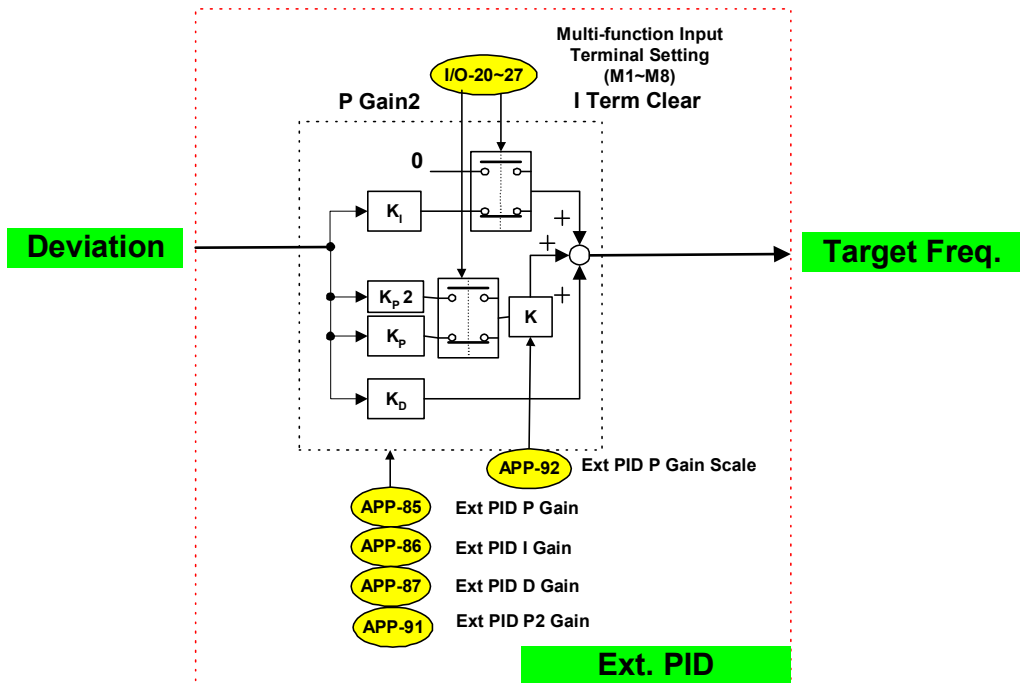 Multi-function Input
Terminal Setting
(M1~M8)
I/O-20~27
P Gain2
I Term Clear
0
KI
Deviation
Target Freq.
KP 2
K
KP
KD
APP-92
Ext PID P Gain Scale
APP-85
Ext PID P Gain
APP-86
Ext PID I Gain
APP-87
Ext PID D Gain
APP-91
Ext PID P2 Gain
Ext. PID